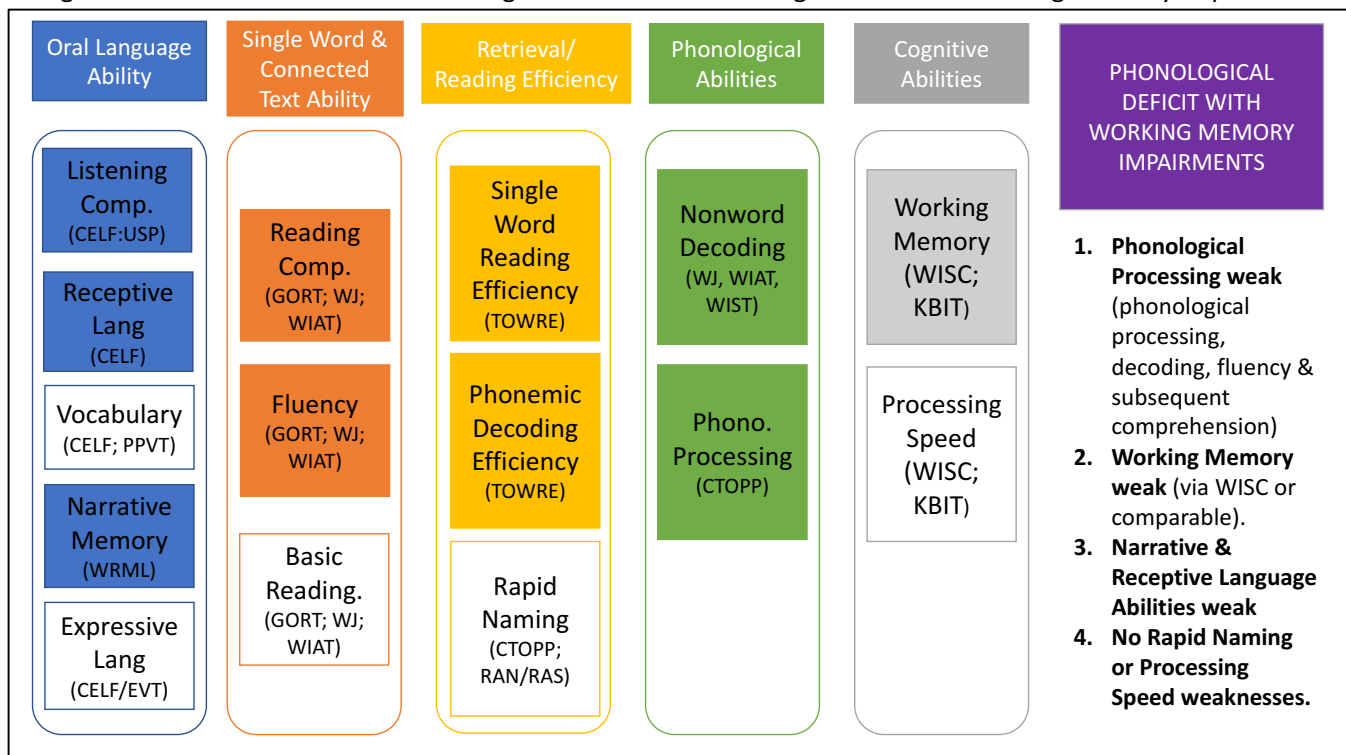 Oral Language
Ability
Single Word &
Connected
Text Ability
Retrieval/
Reading Efficiency
Phonological
Abilities
Cognitive
Abilities
PHONOLOGICAL
DEFICIT WITH
WORKING MEMORY
IMPAIRMENTS
Listening
Comp.
(CELF:USP)
Receptive
Lang
(CELF)
Vocabulary
(CELF; PPVT)
Narrative
Memory
(WRML)
Expressive
Lang
(CELF/EVT)
Reading
Comp.
(GORT; WJ;
WIAT)
Fluency
(GORT; WJ;
WIAT)
Basic
Reading.
(GORT; WJ;
WIAT)
Single
Word
Reading
Efficiency
(TOWRE)
Phonemic
Decoding
Efficiency
(TOWRE)
Rapid
Naming
(CTOPP;
RAN/RAS)
Nonword
Decoding
(WJ, WIAT,
WIST)
Phono.
Processing
(CTOPP)
Working
Memory
(WISC;
KBIT)
Processing
Speed
(WISC;
KBIT)
1. Phonological
Processing weak
(phonological
processing,
decoding, fluency &
subsequent
comprehension)
2. Working Memory
weak (via WISC or
comparable).
3. Narrative &
Receptive Language
Abilities weak
4. No Rapid Naming
or Processing
Speed weaknesses.